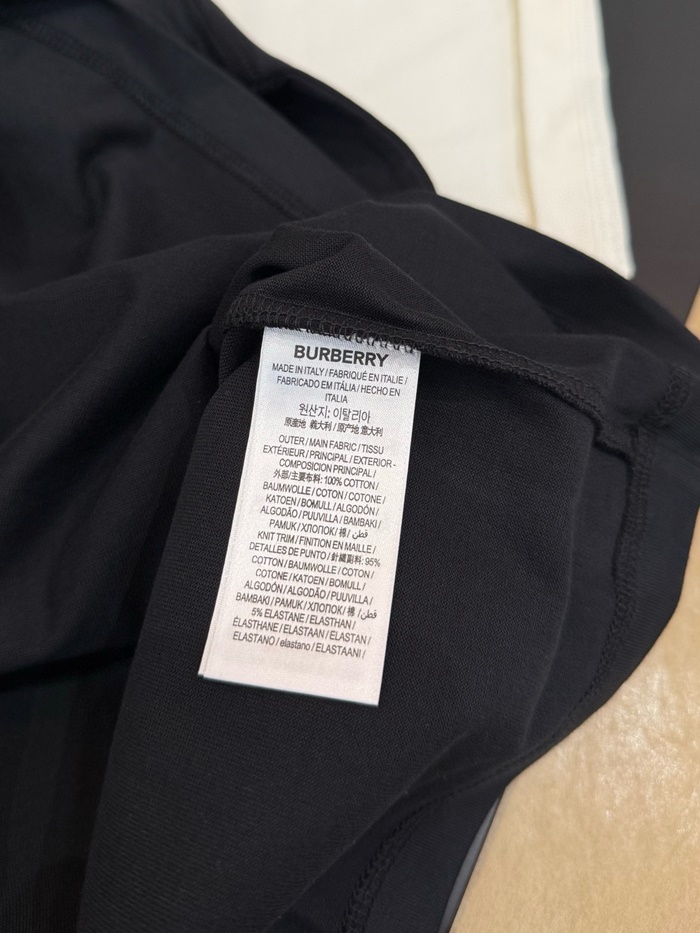 BURBERRY
MADE IN ITALY / FABRIQUÉ EN ITALIE /
FABRICADO EM ITÁLIA / HECHO EN
ITALIA
원산지: 이탈리아
原産地 義大利 / 原产地 意大利
OUTER / MAIN FABRIC / TISSU
EXTÉRIEUR / PRINCIPAL / EXTERIOR -
COMPOSICION PRINCIPAL /
外部/主要布料: 100% COTTON /
BAUMWOLLE / COTON / COTONE /
KATOEN / BOMULL / ALGODÓN /
ALGODÃO / PUUVILLA / BAMBAKI /
PAMUK / ХЛОПОК / 棉 / قطن /
KNIT TRIM / FINITION EN MAILLE /
DETALLES DE PUNTO / 針織副料: 95%
COTTON / BAUMWOLLE / COTON /
COTONE / KATOEN / BOMULL /
ALGODÓN / ALGODÃO / PUUVILLA /
BAMBAKI / PAMUK / ХЛОПОК / 棉 / قطن /
5% ELASTANE / ELASTHAN /
ÉLASTHANE / ELASTAAN / ELASTAN /
ELASTANO / elastano / ELASTAANI /